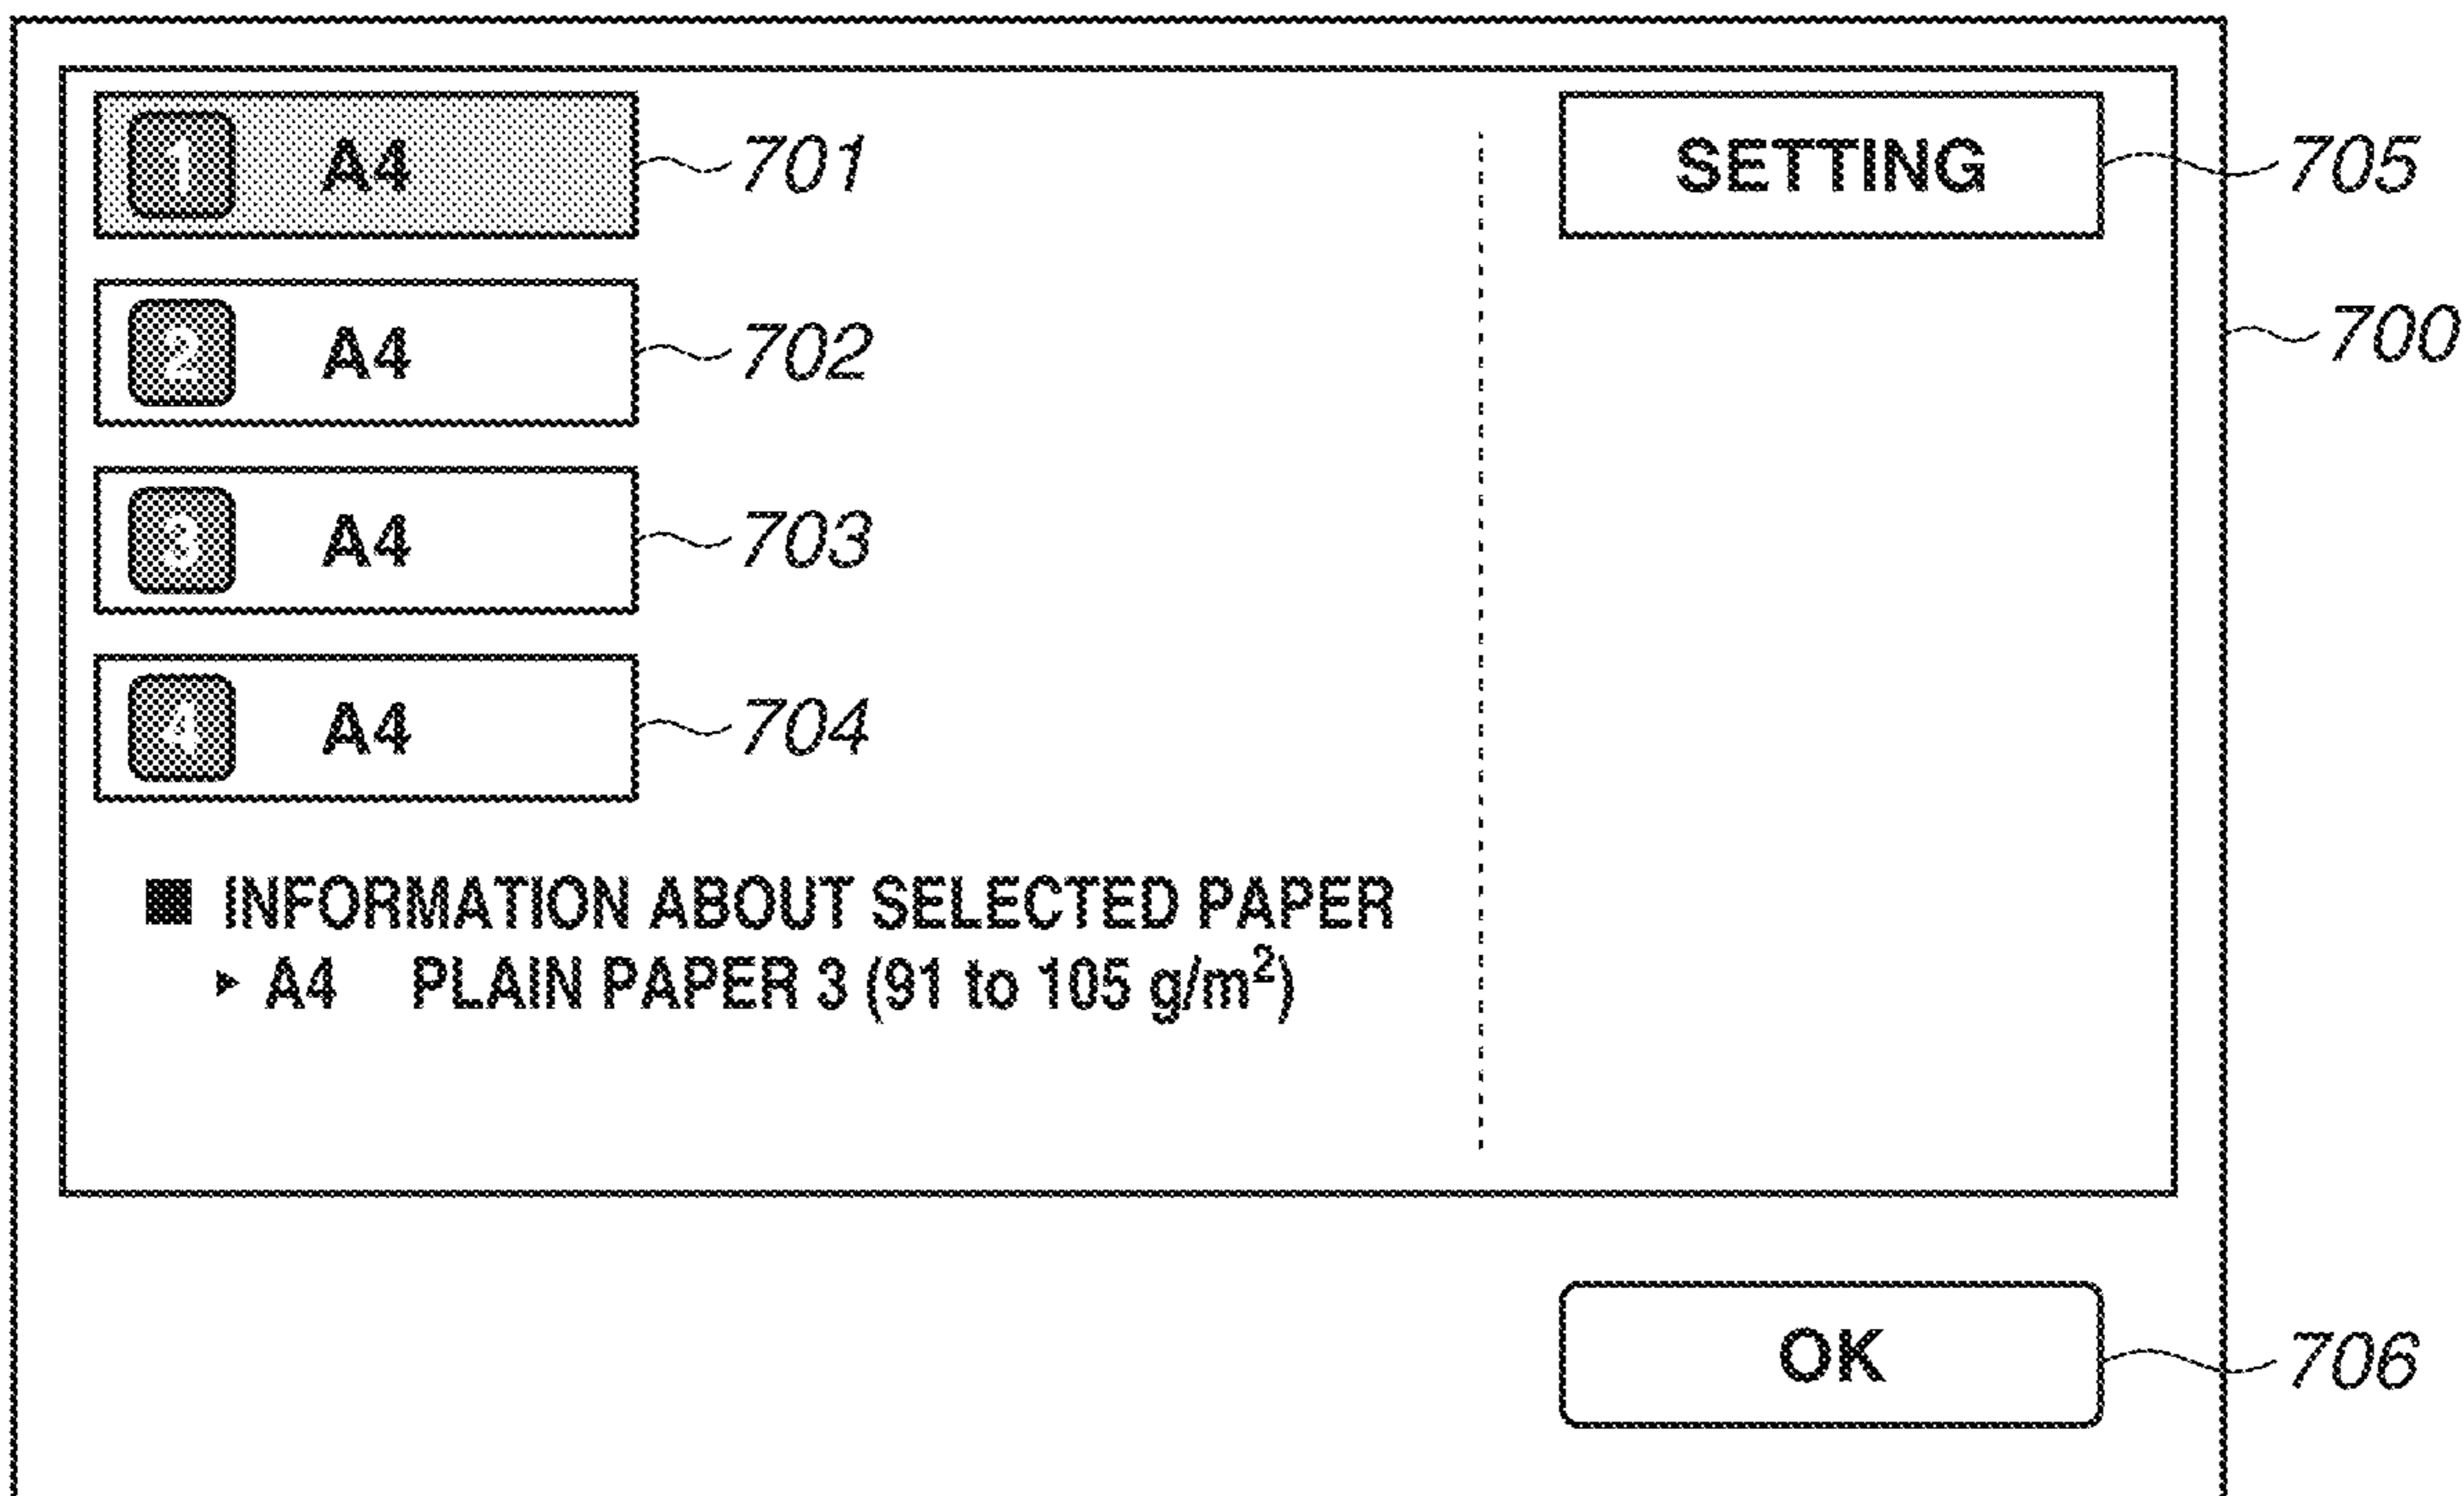 1 A4 701 SETTING 705
2 A4 702 700
3 A4 703
4 A4 704
■ INFORMATION ABOUT SELECTED PAPER
▸ A4 PLAIN PAPER 3 (91 to 105 g/m²)
OK 706